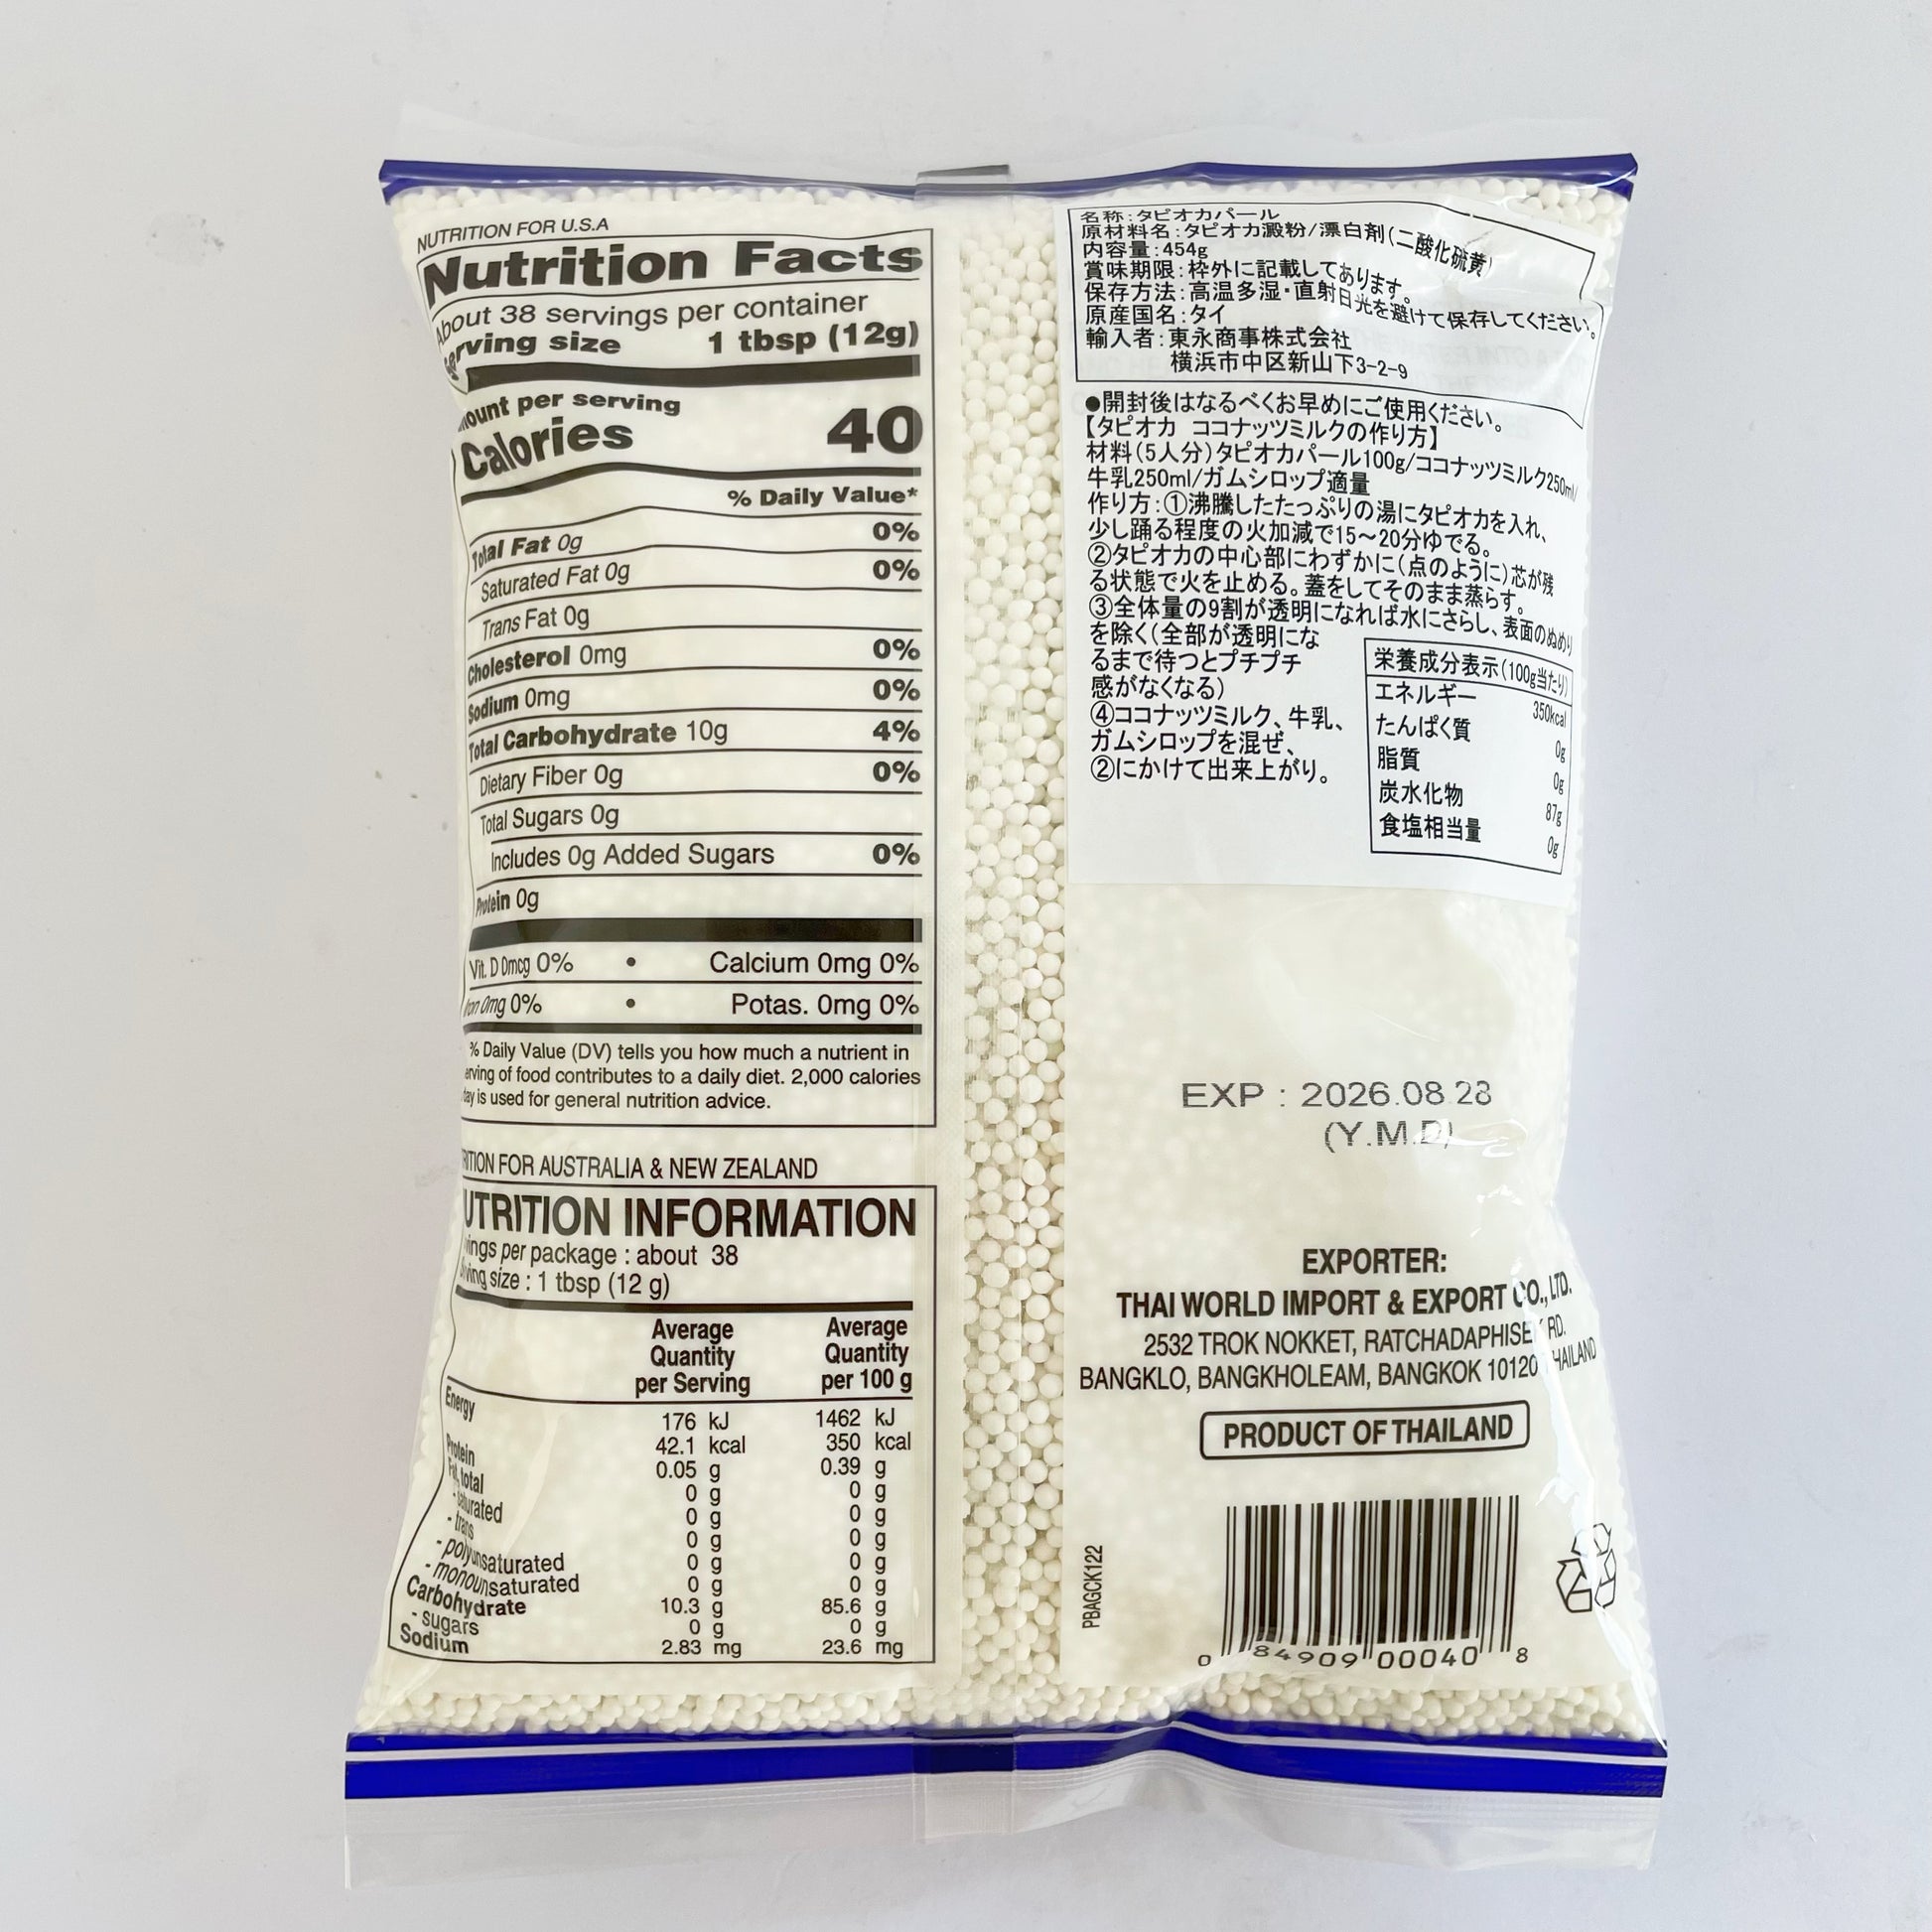 NUTRITION FOR U.S.A
Nutrition Facts
About 38 servings per container
Serving size 1 tbsp (12g)
Amount per serving
Calories 40
% Daily Value*
Total Fat 0g 0%
Saturated Fat 0g 0%
Trans Fat 0g
Cholesterol 0mg 0%
Sodium 0mg 0%
Total Carbohydrate 10g 4%
Dietary Fiber 0g 0%
Total Sugars 0g
Includes 0g Added Sugars 0%
Protein 0g
Vit. D 0mcg 0% • Calcium 0mg 0%
Iron 0mg 0% • Potas. 0mg 0%
% Daily Value (DV) tells you how much a nutrient in
erving of food contributes to a daily diet. 2,000 calories
day is used for general nutrition advice.
RITION FOR AUSTRALIA & NEW ZEALAND
UTRITION INFORMATION
vings per package : about 38
rving size : 1 tbsp (12 g)
Average Quantity per Serving Average Quantity per 100 g
Energy 176 kJ 1462 kJ
42.1 kcal 350 kcal
Protein 0.05 g 0.39 g
Fat, total 0 g 0 g
- saturated 0 g 0 g
- trans 0 g 0 g
- polyunsaturated 0 g 0 g
- monounsaturated 0 g 0 g
Carbohydrate 10.3 g 85.6 g
- sugars 0 g 0 g
Sodium 2.83 mg 23.6 mg
名称:タピオカパール
原材料名:タピオカ澱粉/漂白剤(二酸化硫黄)
内容量:454g
賞味期限:枠外に記載してあります。
保存方法:高温多湿・直射日光を避けて保存してください。
原産国名:タイ
輸入者:東永商事株式会社
横浜市中区新山下3-2-9
●開封後はなるべくお早めにご使用ください。
【タピオカ ココナッツミルクの作り方】
材料(5人分)タピオカパール100g/ココナッツミルク250ml/
牛乳250ml/ガムシロップ適量
作り方:①沸騰したたっぷりの湯にタピオカを入れ、
少し踊る程度の火加減で15～20分ゆでる。
②タピオカの中心部にわずかに(点のように)芯が残
る状態で火を止める。蓋をしてそのまま蒸らす。
③全体量の9割が透明になれば水にさらし、表面のぬめり
を除く(全部が透明にな
るまで待つとプチプチ
感がなくなる)
④ココナッツミルク、牛乳、
ガムシロップを混ぜ、
②にかけて出来上がり。
栄養成分表示(100g当たり)
エネルギー 350kcal
たんぱく質 0g
脂質 0g
炭水化物 87g
食塩相当量 0g
EXP : 2026.08.28
(Y.M.D)
EXPORTER:
THAI WORLD IMPORT & EXPORT CO., LTD.
2532 TROK NOKKET, RATCHADAPHISE RD.
BANGKLO, BANGKHOLEAM, BANGKOK 10120 THAILAND
PRODUCT OF THAILAND
PBAGCK122
0 84909 00040 8